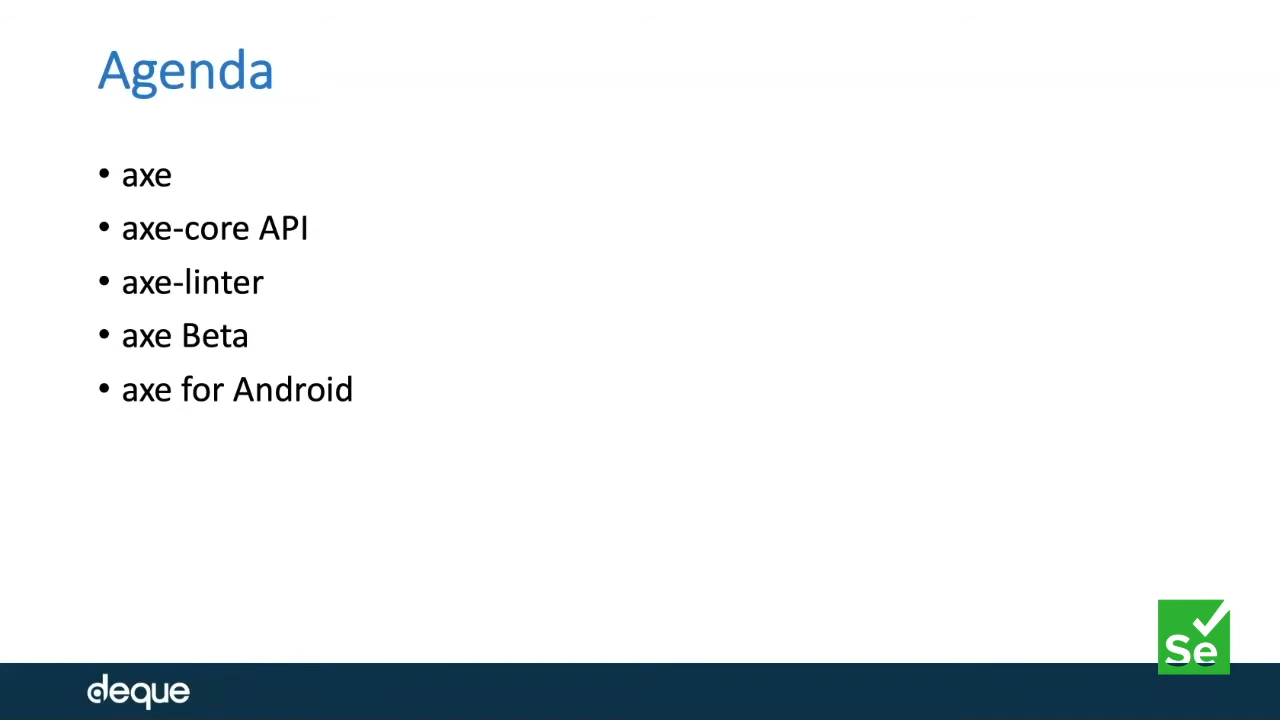 Agenda
• axe
• axe-core API
• axe-linter
• axe Beta
• axe for Android
Se
deque